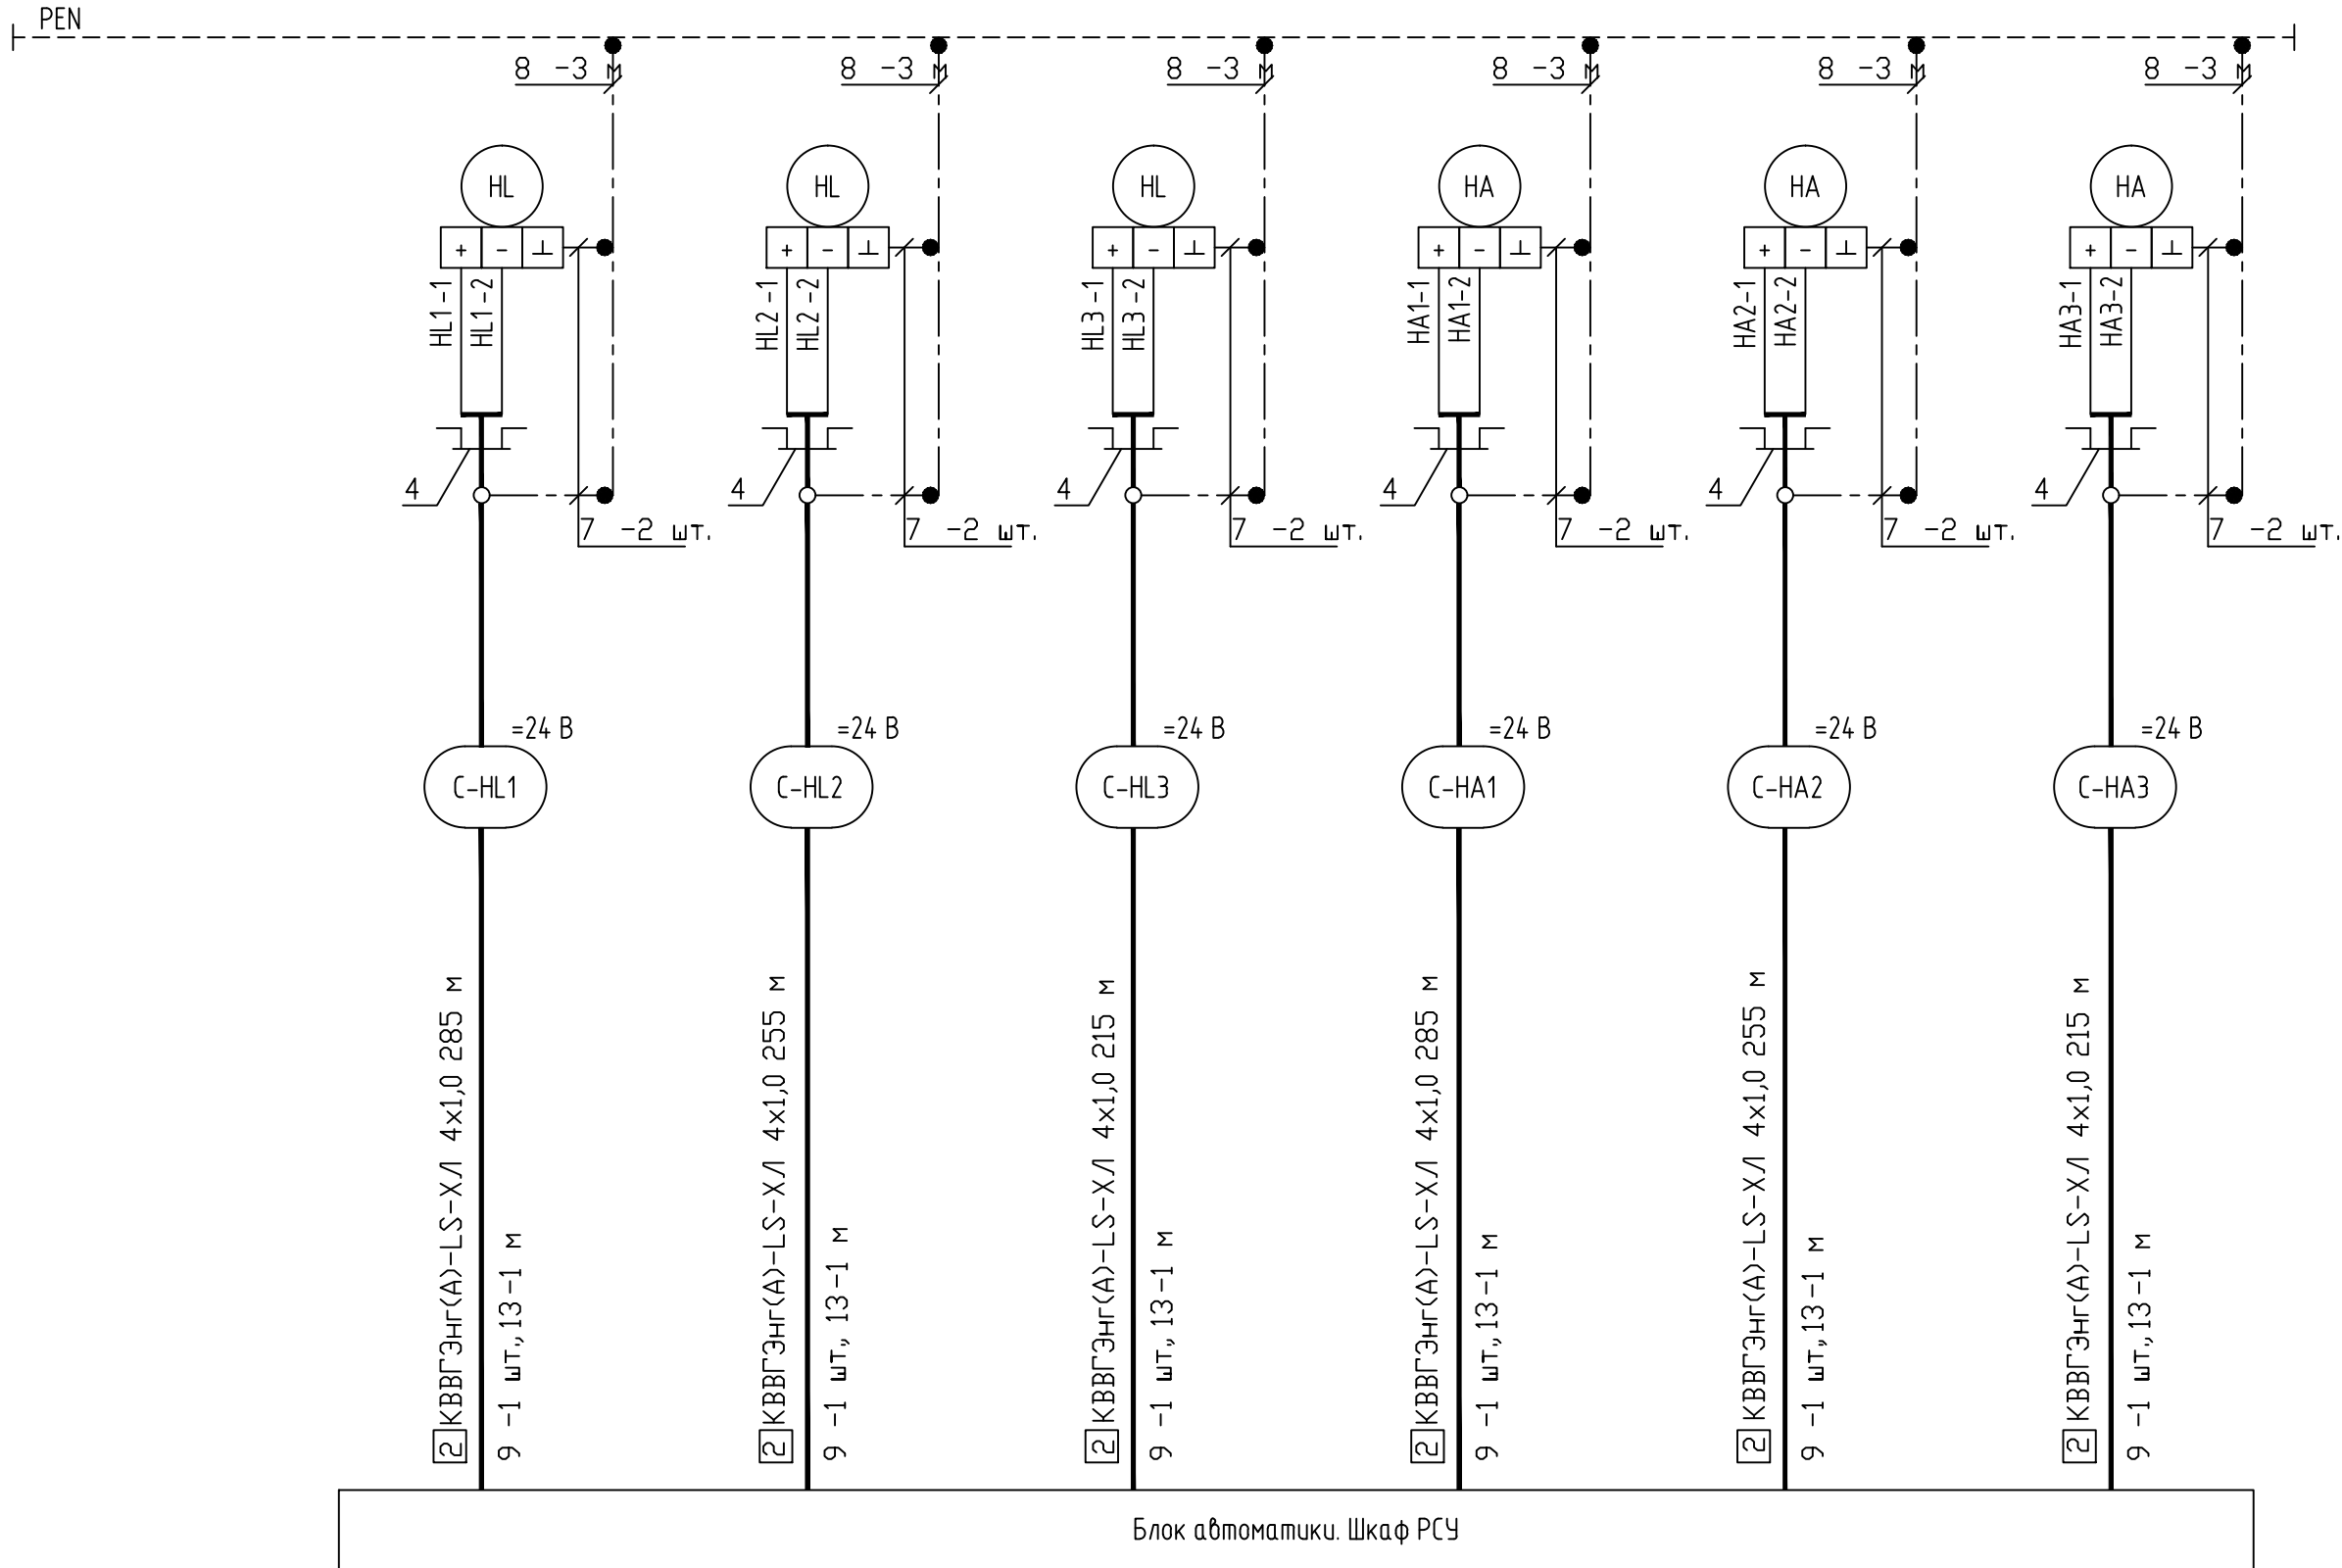 PEN
8 -3 м
8 -3 м
8 -3 м
8 -3 м
8 -3 м
8 -3 м
HL
HL
HL
HA
HA
HA
+ - ⊥
+ - ⊥
+ - ⊥
+ - ⊥
+ - ⊥
+ - ⊥
HL1-1
HL1-2
HL2-1
HL2-2
HL3-1
HL3-2
HA1-1
HA1-2
HA2-1
HA2-2
HA3-1
HA3-2
4
4
4
4
4
4
7 -2 шт.
7 -2 шт.
7 -2 шт.
7 -2 шт.
7 -2 шт.
7 -2 шт.
=24 В
=24 В
=24 В
=24 В
=24 В
=24 В
C-HL1
C-HL2
C-HL3
C-HA1
C-HA2
C-HA3
2 КВВГЭнг(А)-LS-ХЛ 4х1,0 285 м
9 -1 шт., 13-1 м
2 КВВГЭнг(А)-LS-ХЛ 4х1,0 255 м
9 -1 шт., 13-1 м
2 КВВГЭнг(А)-LS-ХЛ 4х1,0 215 м
9 -1 шт., 13-1 м
2 КВВГЭнг(А)-LS-ХЛ 4х1,0 285 м
9 -1 шт., 13-1 м
2 КВВГЭнг(А)-LS-ХЛ 4х1,0 255 м
9 -1 шт., 13-1 м
2 КВВГЭнг(А)-LS-ХЛ 4х1,0 215 м
9 -1 шт., 13-1 м
Блок автоматики. Шкаф РСУ